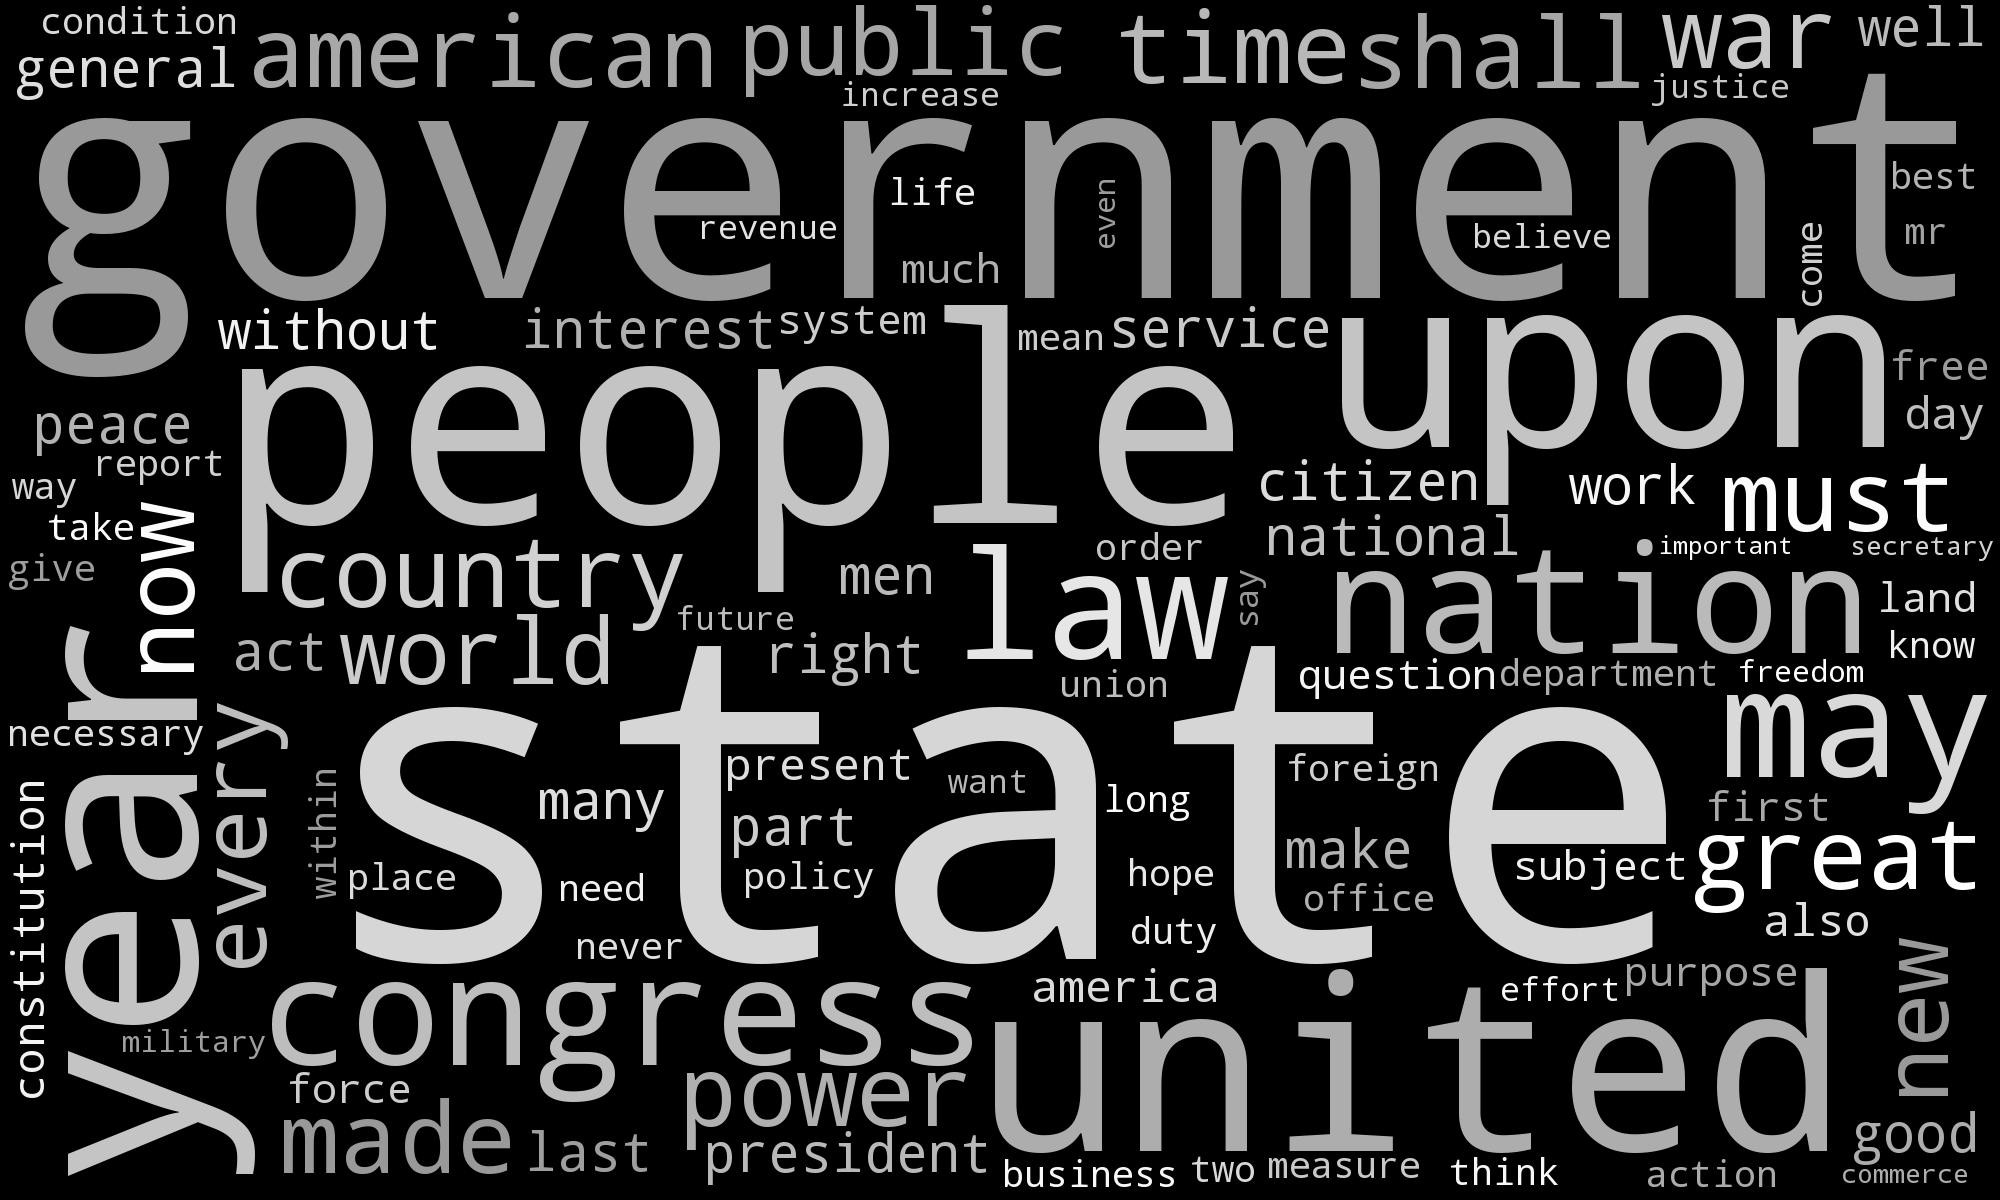 condition
general
american
public
time
shall
war
well
increase
justice
government
life
revenue
even
much
believe
come
best
mr
without
interest
system
people
mean
service
upon
free
day
peace
report
way
take
now
give
citizen
work
must
national
order
important
secretary
country
men
law
say
nation
land
know
future
act
world
right
union
question
department
freedom
may
year
necessary
every
constitution
within
state
present
want
many
long
foreign
first
part
make
great
place
need
policy
hope
office
subject
also
never
duty
new
congress
america
united
effort
purpose
military
force
power
made
last
president
good
business
two
measure
think
action
commerce